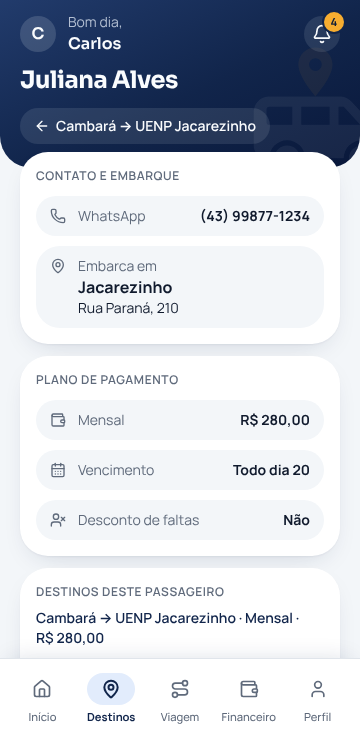 C
Bom dia,
Carlos
4
Juliana Alves
← Cambará → UENP Jacarezinho
CONTATO E EMBARQUE
WhatsApp (43) 99877-1234
Embarca em
Jacarezinho
Rua Paraná, 210
PLANO DE PAGAMENTO
Mensal R$ 280,00
Vencimento Todo dia 20
Desconto de faltas Não
DESTINOS DESTE PASSAGEIRO
Cambará → UENP Jacarezinho · Mensal ·
R$ 280,00
Início Destinos Viagem Financeiro Perfil